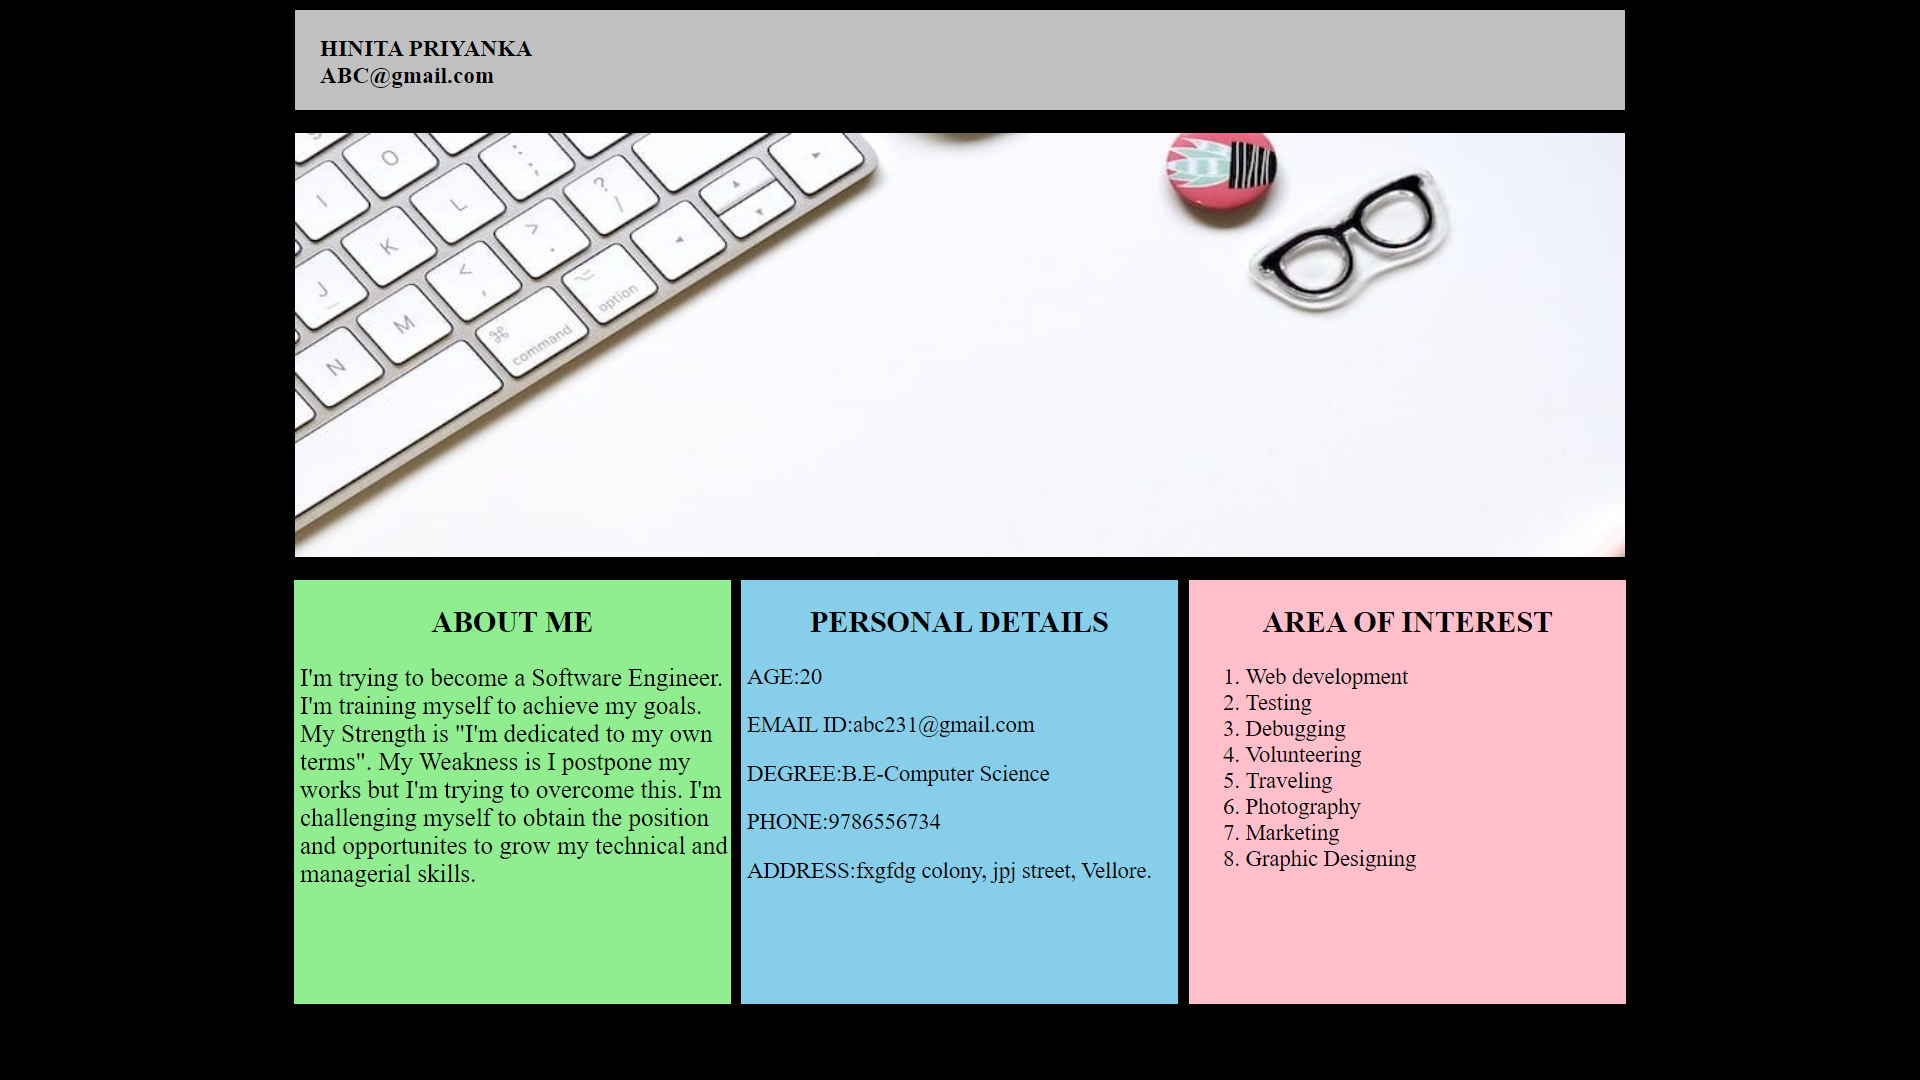 HINITA PRIYANKA
ABC@gmail.com
O
I
L
K
J
M
N
?
/
>
.
<
,
;
option
command
ABOUT ME
I'm trying to become a Software Engineer.
I'm training myself to achieve my goals.
My Strength is "I'm dedicated to my own
terms". My Weakness is I postpone my
works but I'm trying to overcome this. I'm
challenging myself to obtain the position
and opportunites to grow my technical and
managerial skills.
PERSONAL DETAILS
AGE:20
EMAIL ID:abc231@gmail.com
DEGREE:B.E-Computer Science
PHONE:9786556734
ADDRESS:fxgfdg colony, jpj street, Vellore.
AREA OF INTEREST
1. Web development
2. Testing
3. Debugging
4. Volunteering
5. Traveling
6. Photography
7. Marketing
8. Graphic Designing